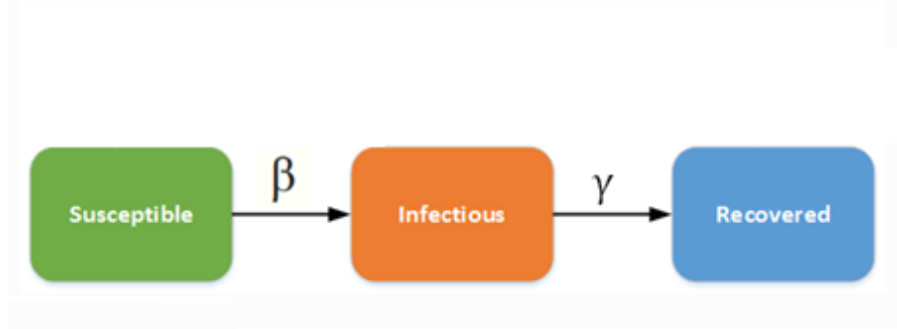 β
γ
Susceptible
Infectious
Recovered